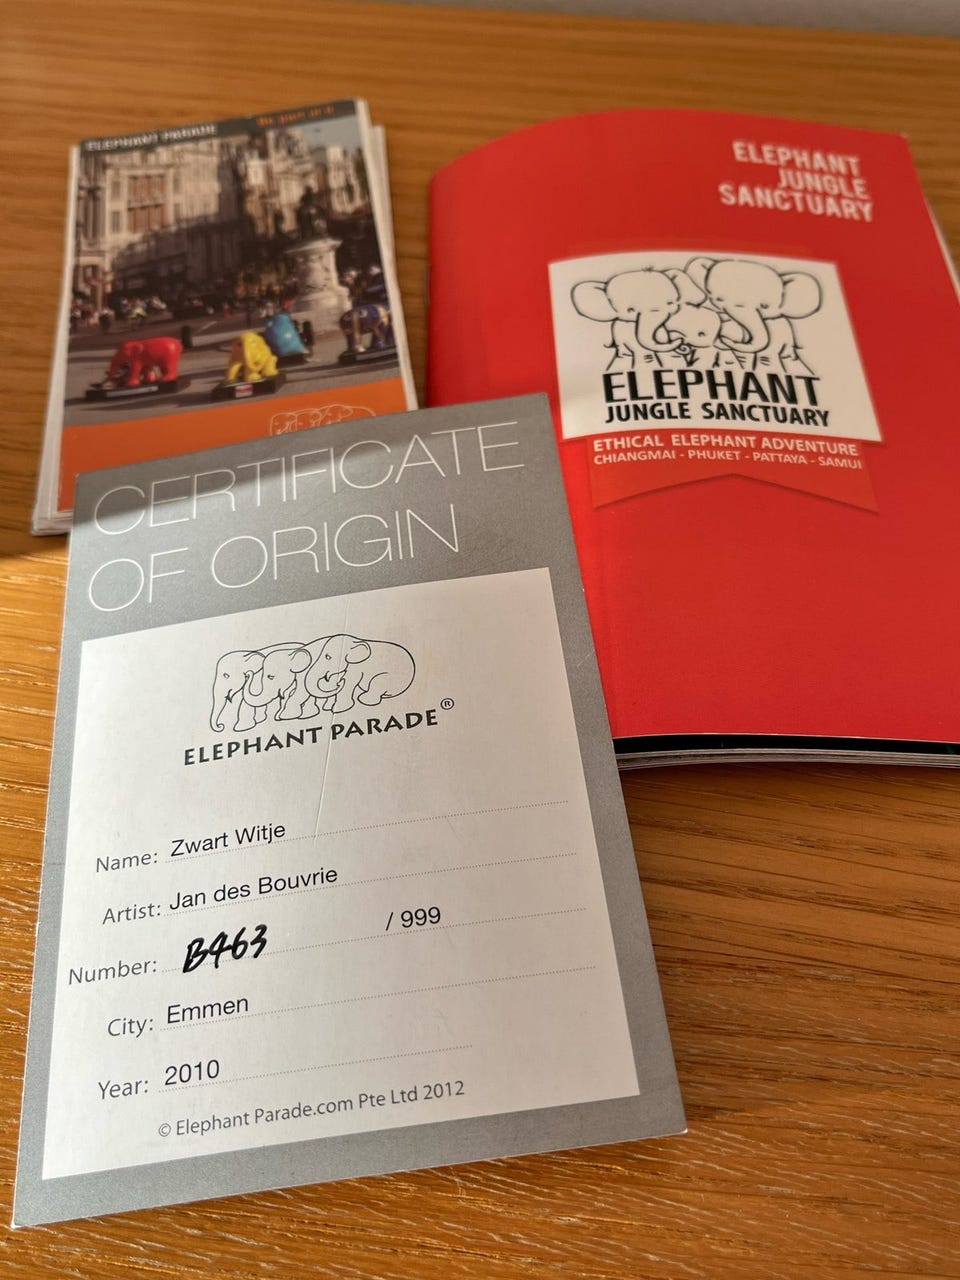 ELEPHANT PARADE
ELEPHANT
JUNGLE
SANCTUARY
ELEPHANT
JUNGLE SANCTUARY
ETHICAL ELEPHANT ADVENTURE
CHIANGMAI - PHUKET - PATTAYA - SAMUI
CERTIFICATE
OF ORIGIN
ELEPHANT PARADE®
Name: Zwart Witje
Artist: Jan des Bouvrie
Number: B463 / 999
City: Emmen
Year: 2010
© Elephant Parade.com Pte Ltd 2012